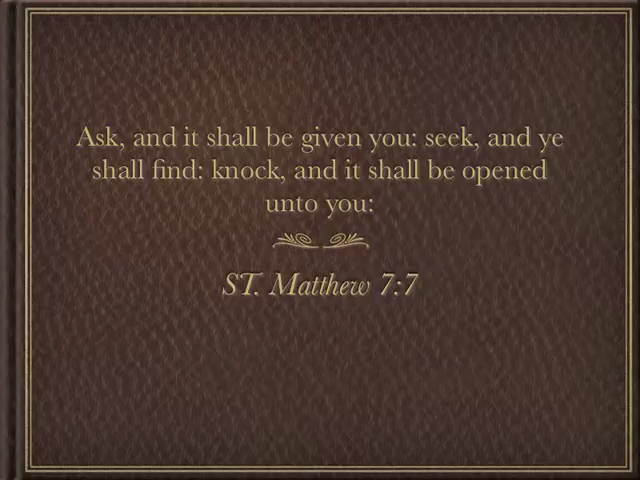 Ask, and it shall be given you: seek, and ye
shall find: knock, and it shall be opened
unto you:
ST. Matthew 7:7